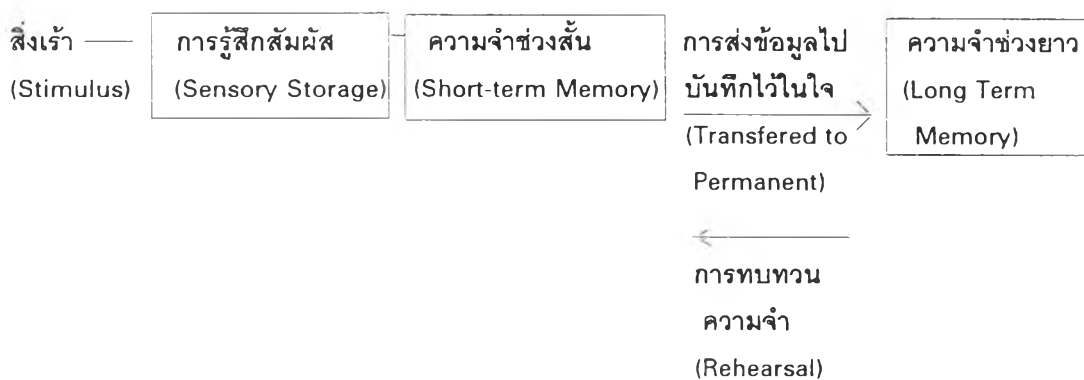 สิ่งเร้า
(Stimulus)
การรู้สึกสัมผัส
(Sensory Storage)
ความจำช่วงสั้น
(Short-term Memory)
การส่งข้อมูลไป
บันทึกไว้ในใจ
(Transfered to
Permanent)
ความจำช่วงยาว
(Long Term
Memory)
การทบทวน
ความจำ
(Rehearsal)